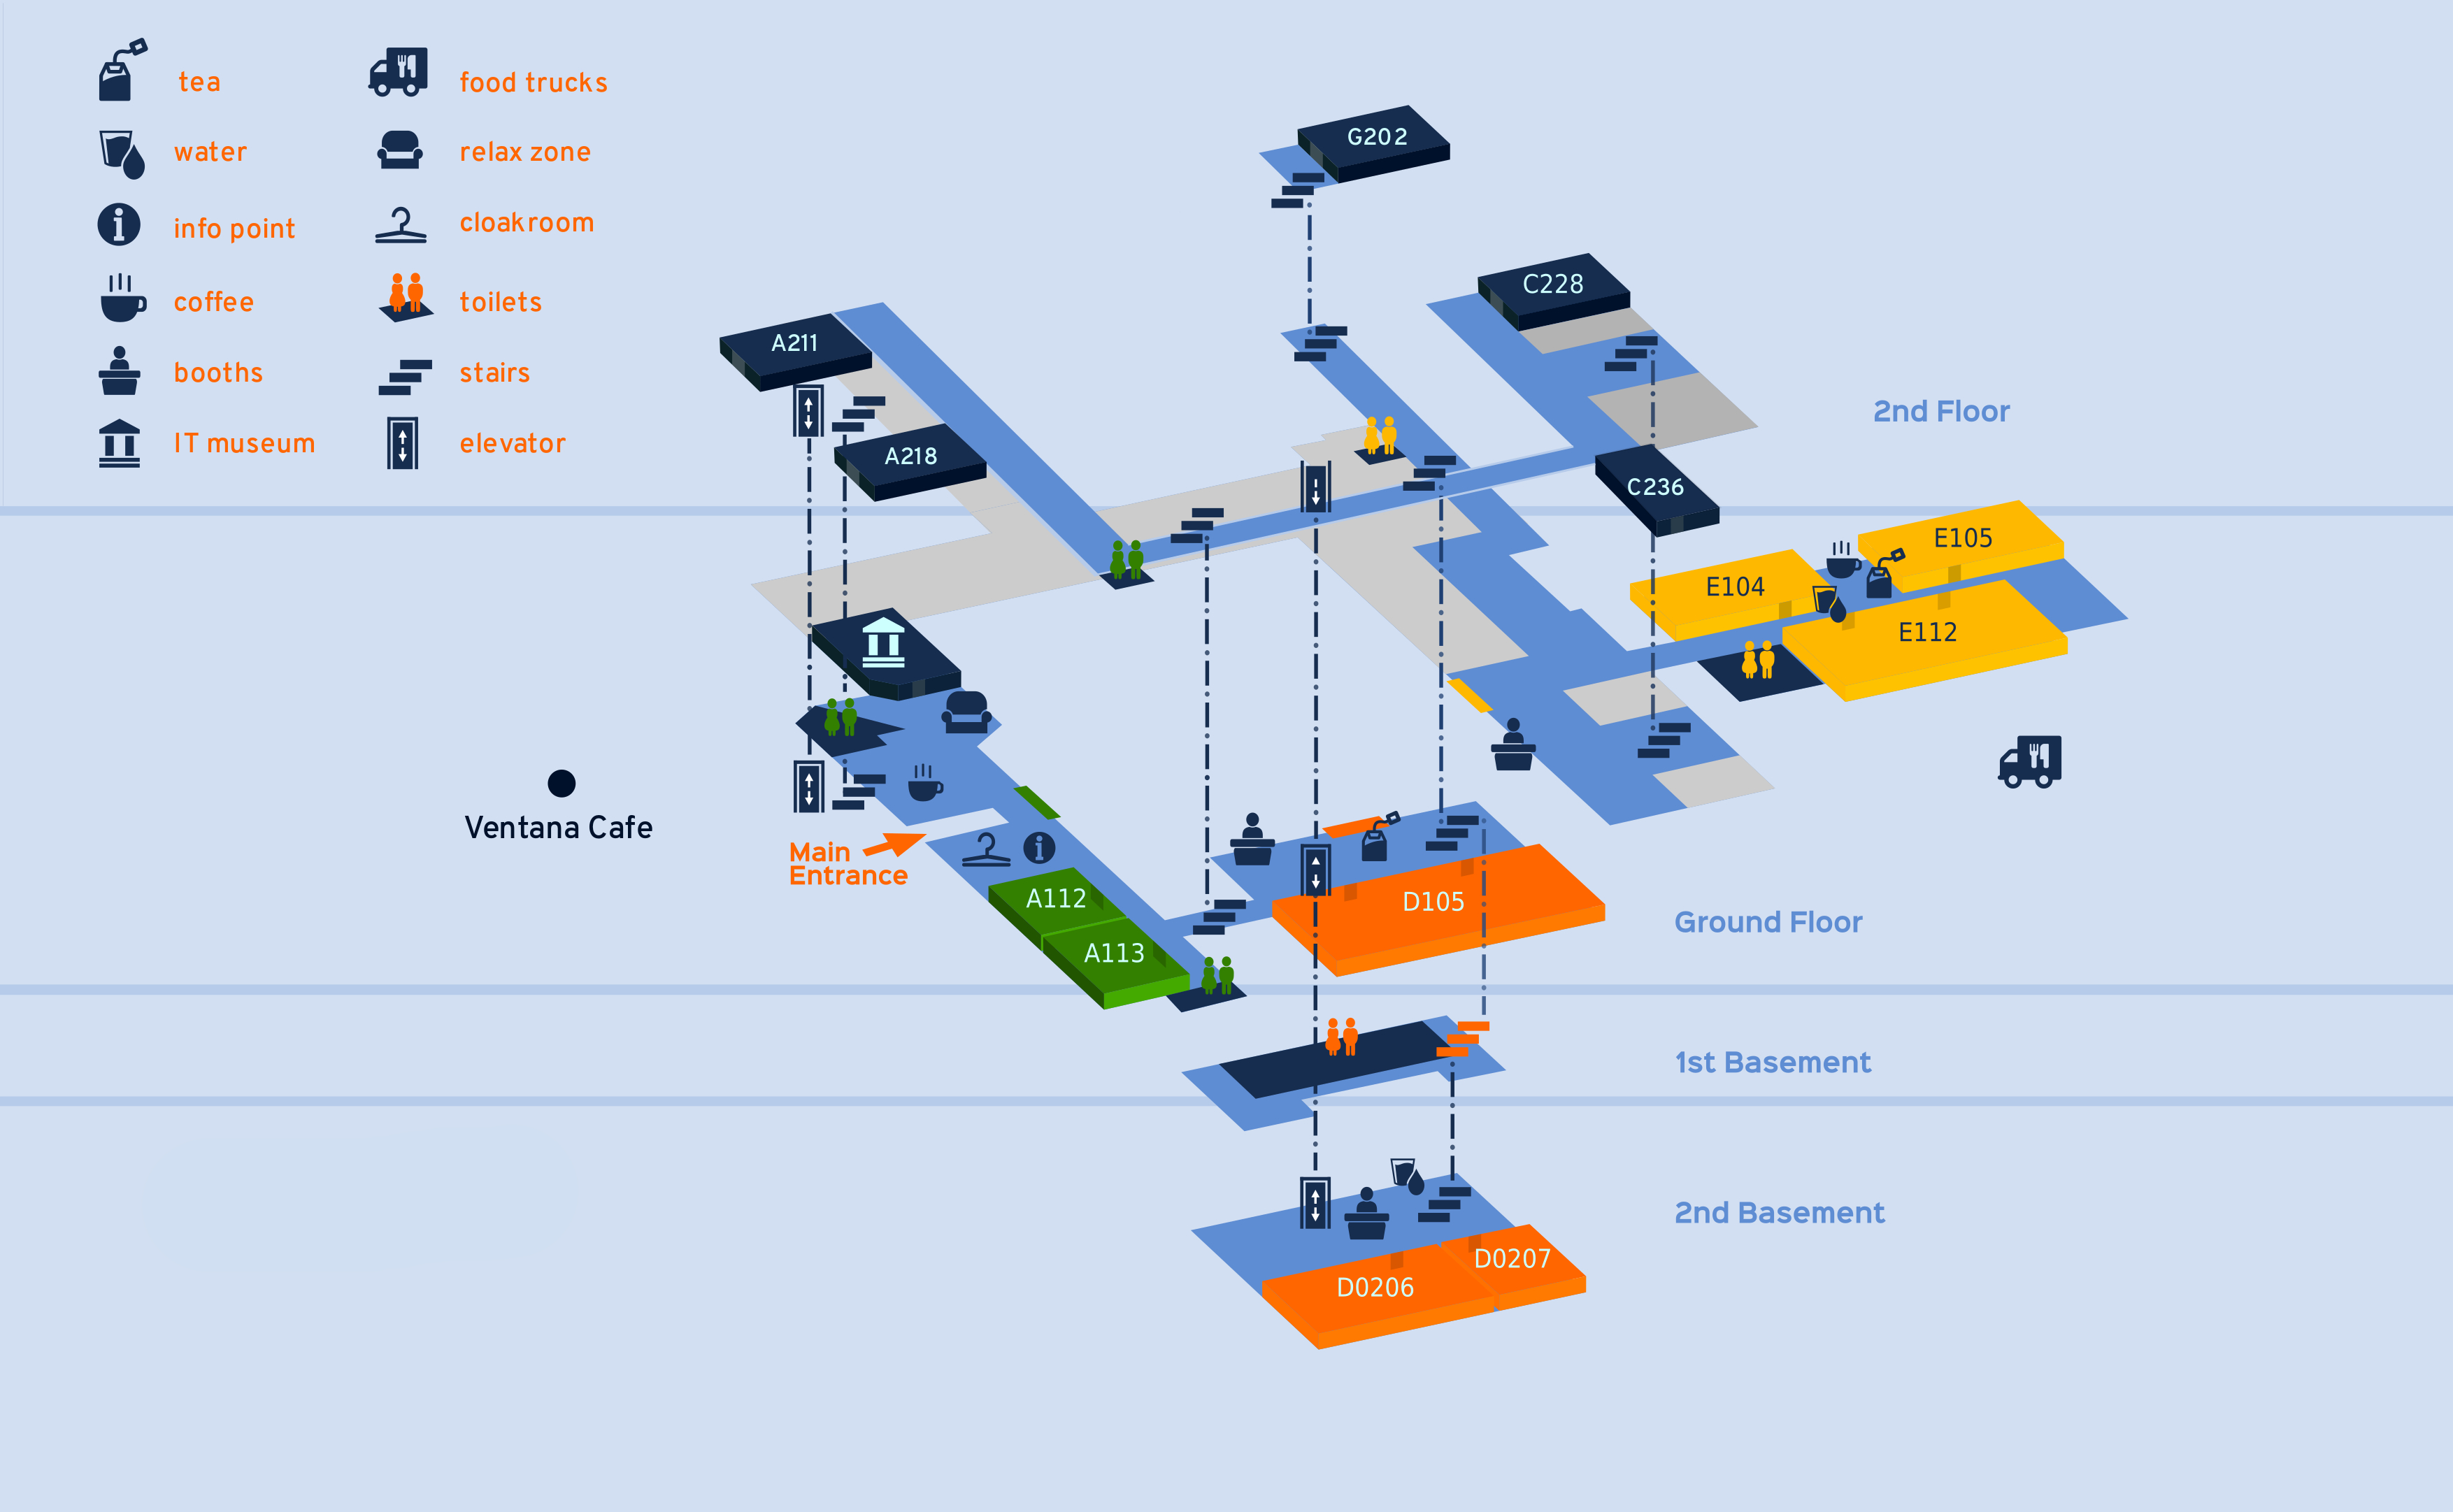 tea
food trucks
water
relax zone
info point
cloakroom
coffee
toilets
booths
stairs
IT museum
elevator
G202
C228
A211
2nd Floor
A218
C236
E105
E104
E112
Ventana Cafe
Main
Entrance
A112
D105
Ground Floor
A113
1st Basement
2nd Basement
D0207
D0206